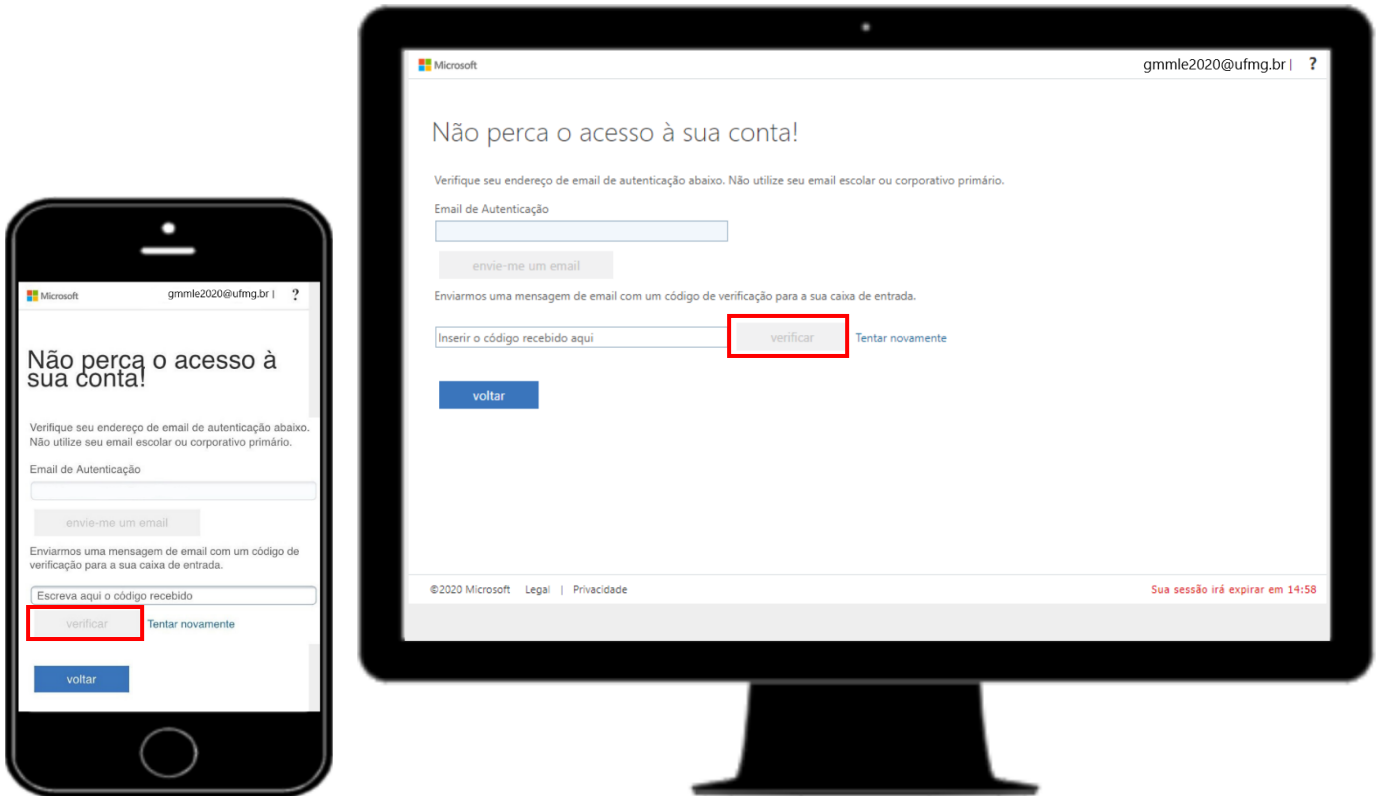 Microsoft
gmmle2020@ufmg.br | ?
Não perca o acesso à
sua conta!
Verifique seu endereço de email de autenticação abaixo.
Não utilize seu email escolar ou corporativo primário.
Email de Autenticação
envie-me um email
Enviarmos uma mensagem de email com um código de
verificação para a sua caixa de entrada.
Escreva aqui o código recebido
verificar Tentar novamente
voltar
Microsoft
gmmle2020@ufmg.br | ?
Não perca o acesso à sua conta!
Verifique seu endereço de email de autenticação abaixo. Não utilize seu email escolar ou corporativo primário.
Email de Autenticação
envie-me um email
Enviarmos uma mensagem de email com um código de verificação para a sua caixa de entrada.
Inserir o código recebido aqui verificar Tentar novamente
voltar
©2020 Microsoft Legal | Privacidade
Sua sessão irá expirar em 14:58